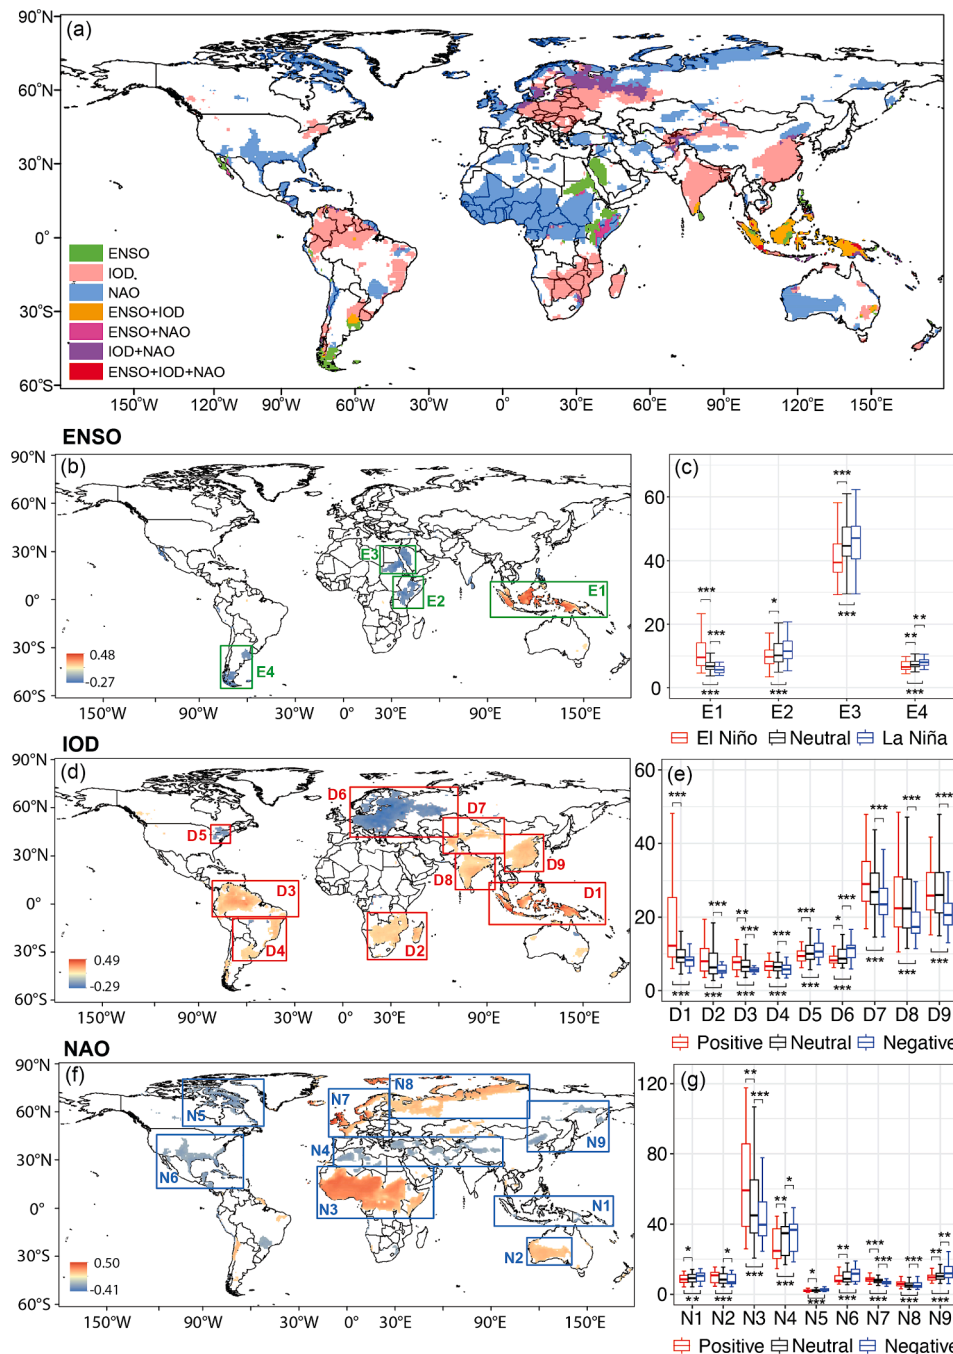 (a)
90°N
60°N
30°N
0°
30°S
60°S
ENSO
IOD.
NAO
ENSO+IOD
ENSO+NAO
IOD+NAO
ENSO+IOD+NAO
150°W 120°W 90°W 60°W 30°W 0° 30°E 60°E 90°E 120°E 150°E
ENSO
(b)
90°N
60°N
30°N
0°
30°S
60°S
E3
E2
E1
E4
0.48
-0.27
150°W 90°W 30°W 0° 30°E 90°E 150°E
(c)
60
40
20
0
*** *** *** * *** *** *** ** ** ***
E1 E2 E3 E4
El Niño Neutral La Niña
IOD
(d)
90°N
60°N
30°N
0°
30°S
60°S
D6
D7
D5
D9
D8
D3
D1
D4
D2
0.49
-0.29
150°W 90°W 30°W 0° 30°E 90°E 150°E
(e)
60
40
20
0
D1 D2 D3 D4 D5 D6 D7 D8 D9
Positive Neutral Negative
NAO
(f)
90°N
60°N
30°N
0°
30°S
60°S
N8
N7
N5
N9
N4
N6
N3
N1
N2
0.50
-0.41
150°W 90°W 30°W 0° 30°E 90°E 150°E
(g)
120
80
40
0
N1 N2 N3 N4 N5 N6 N7 N8 N9
Positive Neutral Negative